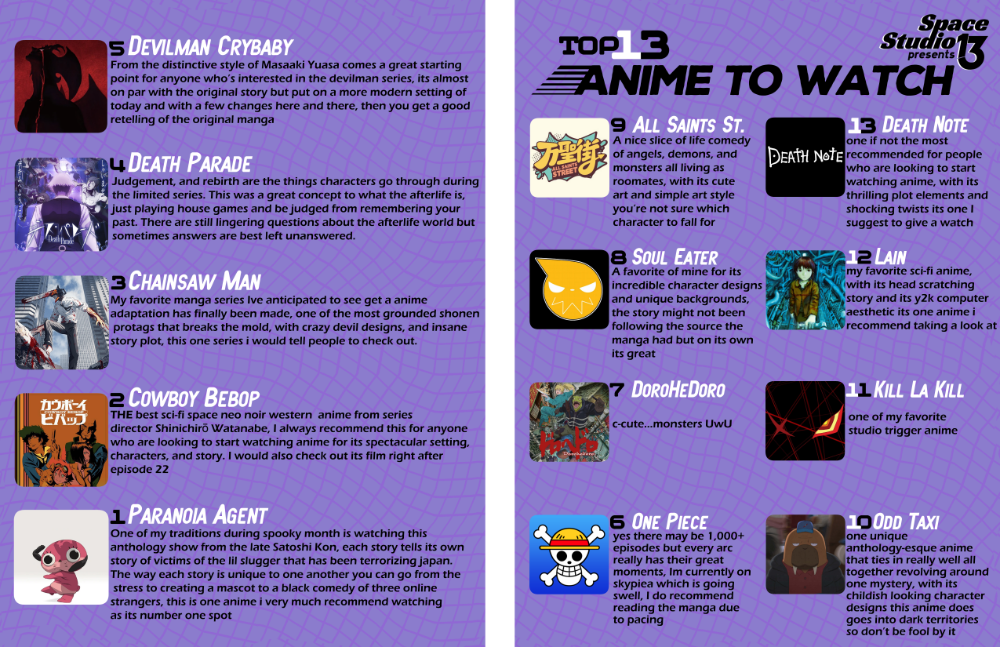 5 DEVILMAN CRYBABY
From the distinctive style of Masaaki Yuasa comes a great starting
point for anyone who's interested in the devilman series, its almost
on par with the original story but put on a more modern setting of
today and with a few changes here and there, then you get a good
retelling of the original manga
4 DEATH PARADE
Judgement, and rebirth are the things characters go through during
the limited series. This was a great concept to what the afterlife is,
just playing house games and be judged from remembering your
past. There are still lingering questions about the afterlife world but
sometimes answers are best left unanswered.
Death Parade
3 CHAINSAW MAN
My favorite manga series Ive anticipated to see get a anime
adaptation has finally been made, one of the most grounded shonen
protags that breaks the mold, with crazy devil designs, and insane
story plot, this one series i would tell people to check out.
2 COWBOY BEBOP
カウボーイ
ビバップ
THE best sci-fi space neo noir western anime from series
director Shinichirō Watanabe, I always recommend this for anyone
who are looking to start watching anime for its spectacular setting,
characters, and story. I would also check out its film right after
episode 22
1 PARANOIA AGENT
One of my traditions during spooky month is watching this
anthology show from the late Satoshi Kon, each story tells its own
story of victims of the lil slugger that has been terrorizing japan.
The way each story is unique to one another you can go from the
stress to creating a mascot to a black comedy of three online
strangers, this is one anime i very much recommend watching
as its number one spot
Space
Studio 13
presents
TOP 13
ANIME TO WATCH
9 ALL SAINTS ST.
万聖街
ALL SAINTS
STREET
A nice slice of life comedy
of angels, demons, and
monsters all living as
roomates, with its cute
art and simple art style
you're not sure which
character to fall for
8 SOUL EATER
A favorite of mine for its
incredible character designs
and unique backgrounds,
the story might not been
following the source the
manga had but on its own
its great
7 DOROHEDORO
c-cute...monsters UwU
Dorohedoro
6 ONE PIECE
yes there may be 1,000+
episodes but every arc
really has their great
moments, Im currently on
skypiea which is going
swell, I do recommend
reading the manga due
to pacing
13 DEATH NOTE
DEATH NOTE
one if not the most
recommended for people
who are looking to start
watching anime, with its
thrilling plot elements and
shocking twists its one I
suggest to give a watch
12 LAIN
my favorite sci-fi anime,
with its head scratching
story and its y2k computer
aesthetic its one anime i
recommend taking a look at
11 KILL LA KILL
one of my favorite
studio trigger anime
10 ODD TAXI
one unique
anthology-esque anime
that ties in really well all
together revolving around
one mystery, with its
childish looking character
designs this anime does
goes into dark territories
so don't be fool by it